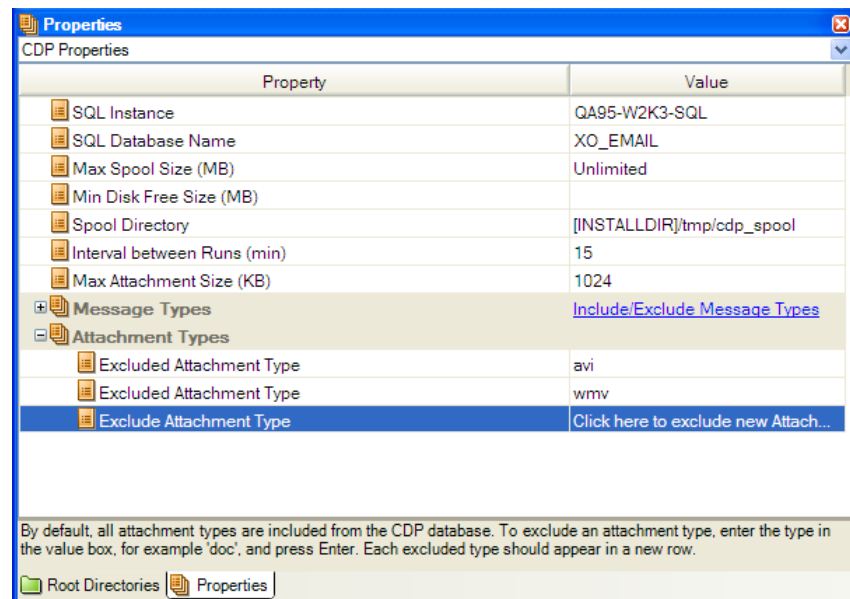 Properties
CDP Properties
Property Value
SQL Instance QA95-W2K3-SQL
SQL Database Name XO_EMAIL
Max Spool Size (MB) Unlimited
Min Disk Free Size (MB)
Spool Directory [INSTALLDIR]/tmp/cdp_spool
Interval between Runs (min) 15
Max Attachment Size (KB) 1024
Message Types Include/Exclude Message Types
Attachment Types
Excluded Attachment Type avi
Excluded Attachment Type wmv
Exclude Attachment Type Click here to exclude new Attach...
By default, all attachment types are included from the CDP database. To exclude an attachment type, enter the type in
the value box, for example 'doc', and press Enter. Each excluded type should appear in a new row.
Root Directories Properties